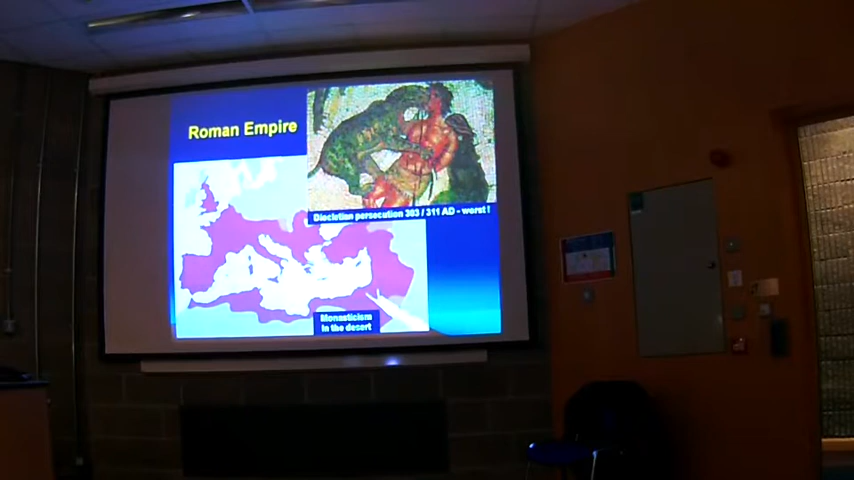 Roman Empire
Diocletian persecution 303 / 311 AD - worst !
Monasticism
in the desert